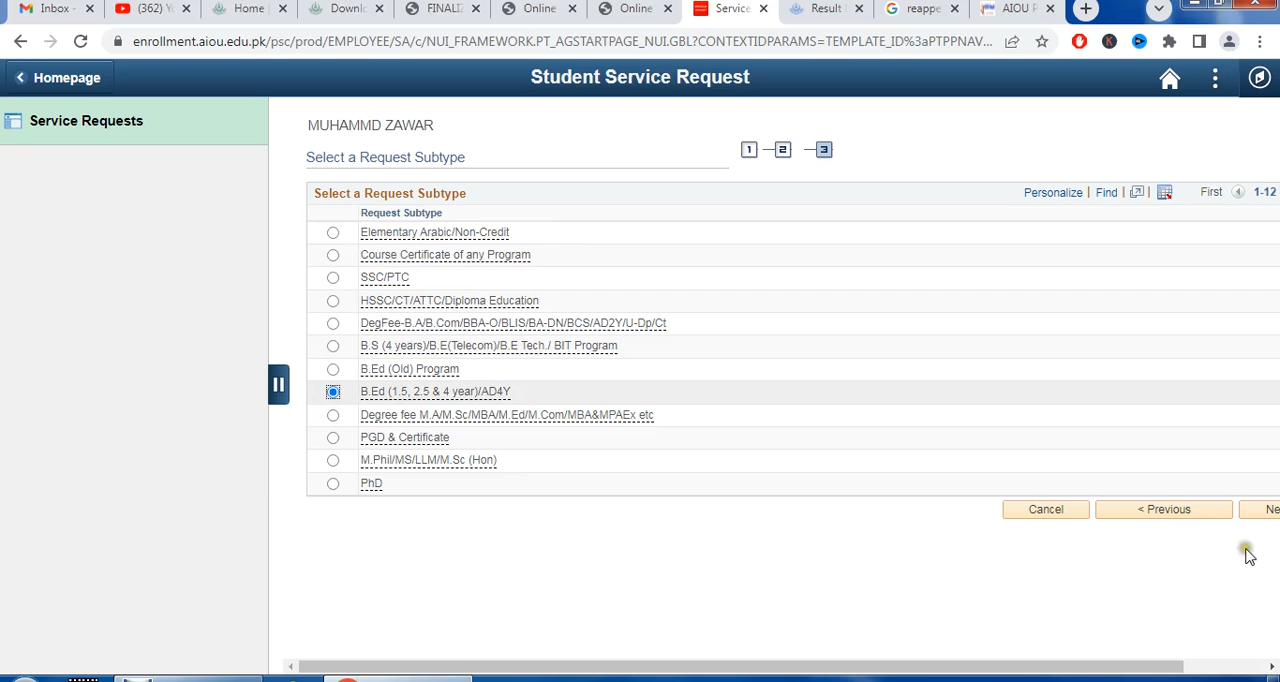 Inbox -
(362) Y
Home
Downl
FINALI
Online
Online
Service
Result
reappe
AIOU P
enrollment.aiou.edu.pk/psc/prod/EMPLOYEE/SA/c/NUI_FRAMEWORK.PT_AGSTARTPAGE_NUI.GBL?CONTEXTIDPARAMS=TEMPLATE_ID%3aPTPPNAV...
Homepage
Student Service Request
Service Requests
MUHAMMD ZAWAR
Select a Request Subtype
1 2 3
Select a Request Subtype
Personalize | Find | First 1-12
Request Subtype
Elementary Arabic/Non-Credit
Course Certificate of any Program
SSC/PTC
HSSC/CT/ATTC/Diploma Education
DegFee-B.A/B.Com/BBA-O/BLIS/BA-DN/BCS/AD2Y/U-Dp/Ct
B.S (4 years)/B.E(Telecom)/B.E Tech./ BIT Program
B.Ed (Old) Program
B.Ed (1.5, 2.5 & 4 year)/AD4Y
Degree fee M.A/M.Sc/MBA/M.Ed/M.Com/MBA&MPAEx etc
PGD & Certificate
M.Phil/MS/LLM/M.Sc (Hon)
PhD
Cancel
< Previous
Ne